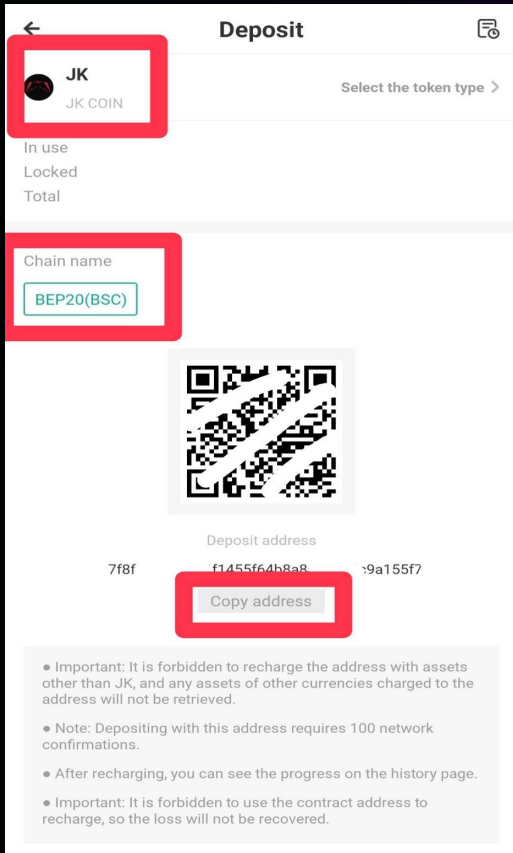 Deposit
JK
JK COIN
Select the token type >
In use
Locked
Total
Chain name
BEP20(BSC)
Deposit address
7f8f f1455f64b8a8 c9a155f7
Copy address
● Important: It is forbidden to recharge the address with assets
other than JK, and any assets of other currencies charged to the
address will not be retrieved.
● Note: Depositing with this address requires 100 network
confirmations.
● After recharging, you can see the progress on the history page.
● Important: It is forbidden to use the contract address to
recharge, so the loss will not be recovered.